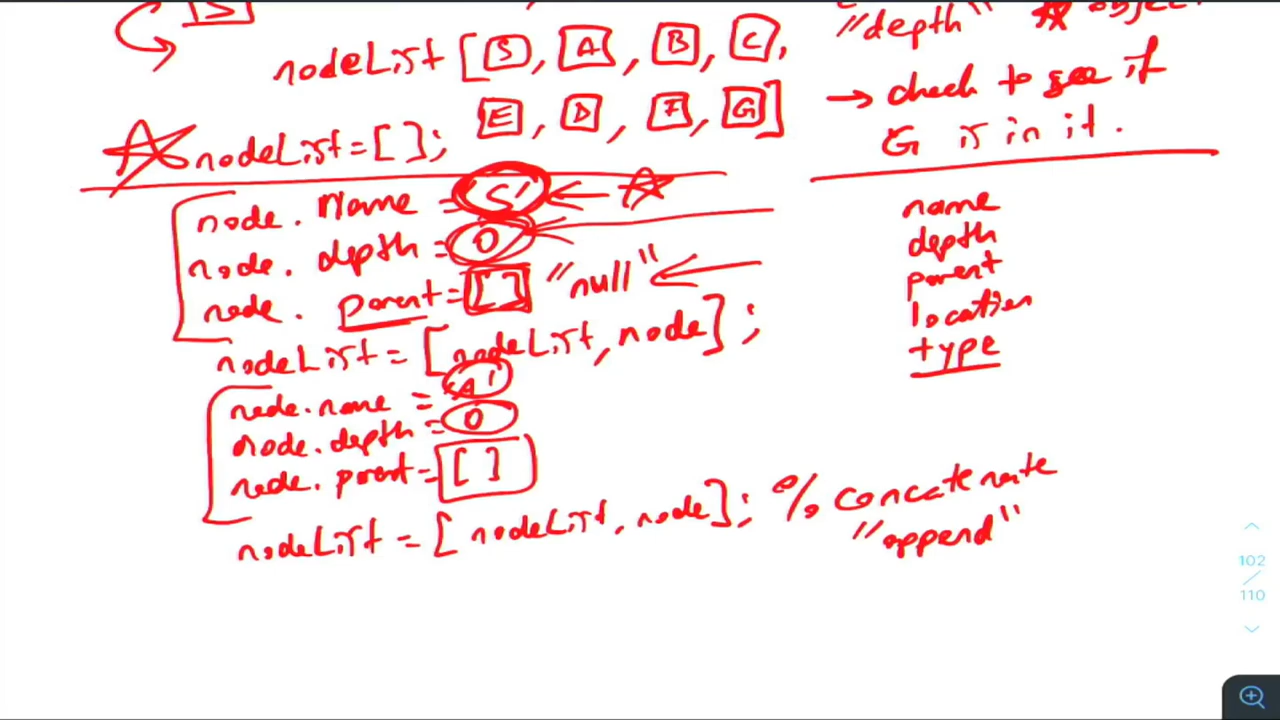 "depth"
nodeList [S, A, B, C,
E, D, F, G]
→ check to see if
G is in it.
nodeList = [ ];
node. Name = 'S'
node. depth = 0
node. parent = [ ] "null"
nodeList = [nodeList, node];
node.name = 'A'
node.depth = 0
node. parent = [ ]
nodeList = [ nodeList, node]; % concatenate
"append"
name
depth
parent
location
type
102
/
110